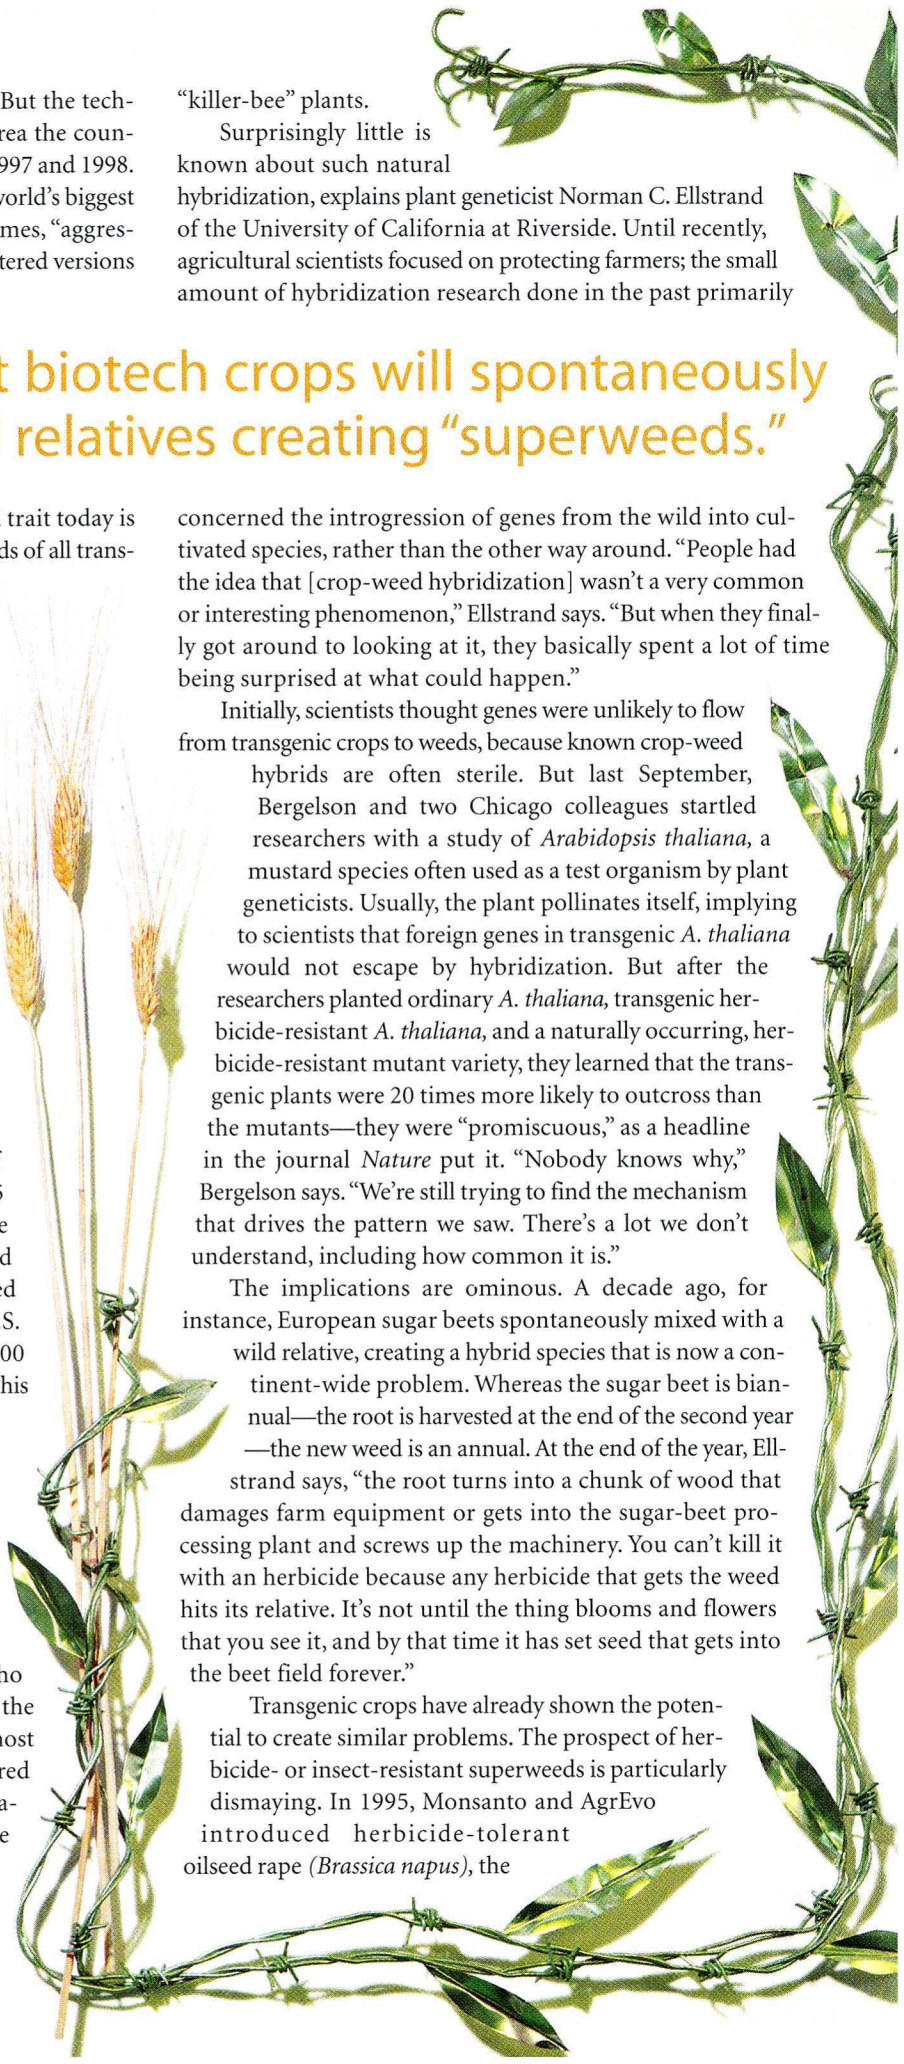 But the tech-
rea the coun-
997 and 1998.
world's biggest
mes, "aggres-
tered versions
t biotech crops will spontaneously
relatives creating "superweeds."
trait today is
ds of all trans-
e
d
ed
.S.
00
his
ho
the
nost
red
a-
e
"killer-bee" plants.
Surprisingly little is
known about such natural
hybridization, explains plant geneticist Norman C. Ellstrand
of the University of California at Riverside. Until recently,
agricultural scientists focused on protecting farmers; the small
amount of hybridization research done in the past primarily
concerned the introgression of genes from the wild into cul-
tivated species, rather than the other way around. "People had
the idea that [crop-weed hybridization] wasn't a very common
or interesting phenomenon," Ellstrand says. "But when they final-
ly got around to looking at it, they basically spent a lot of time
being surprised at what could happen."
Initially, scientists thought genes were unlikely to flow
from transgenic crops to weeds, because known crop-weed
hybrids are often sterile. But last September,
Bergelson and two Chicago colleagues startled
researchers with a study of Arabidopsis thaliana, a
mustard species often used as a test organism by plant
geneticists. Usually, the plant pollinates itself, implying
to scientists that foreign genes in transgenic A. thaliana
would not escape by hybridization. But after the
researchers planted ordinary A. thaliana, transgenic her-
bicide-resistant A. thaliana, and a naturally occurring, her-
bicide-resistant mutant variety, they learned that the trans-
genic plants were 20 times more likely to outcross than
the mutants—they were "promiscuous," as a headline
in the journal Nature put it. "Nobody knows why,"
Bergelson says. "We're still trying to find the mechanism
that drives the pattern we saw. There's a lot we don't
understand, including how common it is."
The implications are ominous. A decade ago, for
instance, European sugar beets spontaneously mixed with a
wild relative, creating a hybrid species that is now a con-
tinent-wide problem. Whereas the sugar beet is bian-
nual—the root is harvested at the end of the second year
—the new weed is an annual. At the end of the year, Ell-
strand says, "the root turns into a chunk of wood that
damages farm equipment or gets into the sugar-beet pro-
cessing plant and screws up the machinery. You can't kill it
with an herbicide because any herbicide that gets the weed
hits its relative. It's not until the thing blooms and flowers
that you see it, and by that time it has set seed that gets into
the beet field forever."
Transgenic crops have already shown the poten-
tial to create similar problems. The prospect of her-
bicide- or insect-resistant superweeds is particularly
dismaying. In 1995, Monsanto and AgrEvo
introduced herbicide-tolerant
oilseed rape (Brassica napus), the